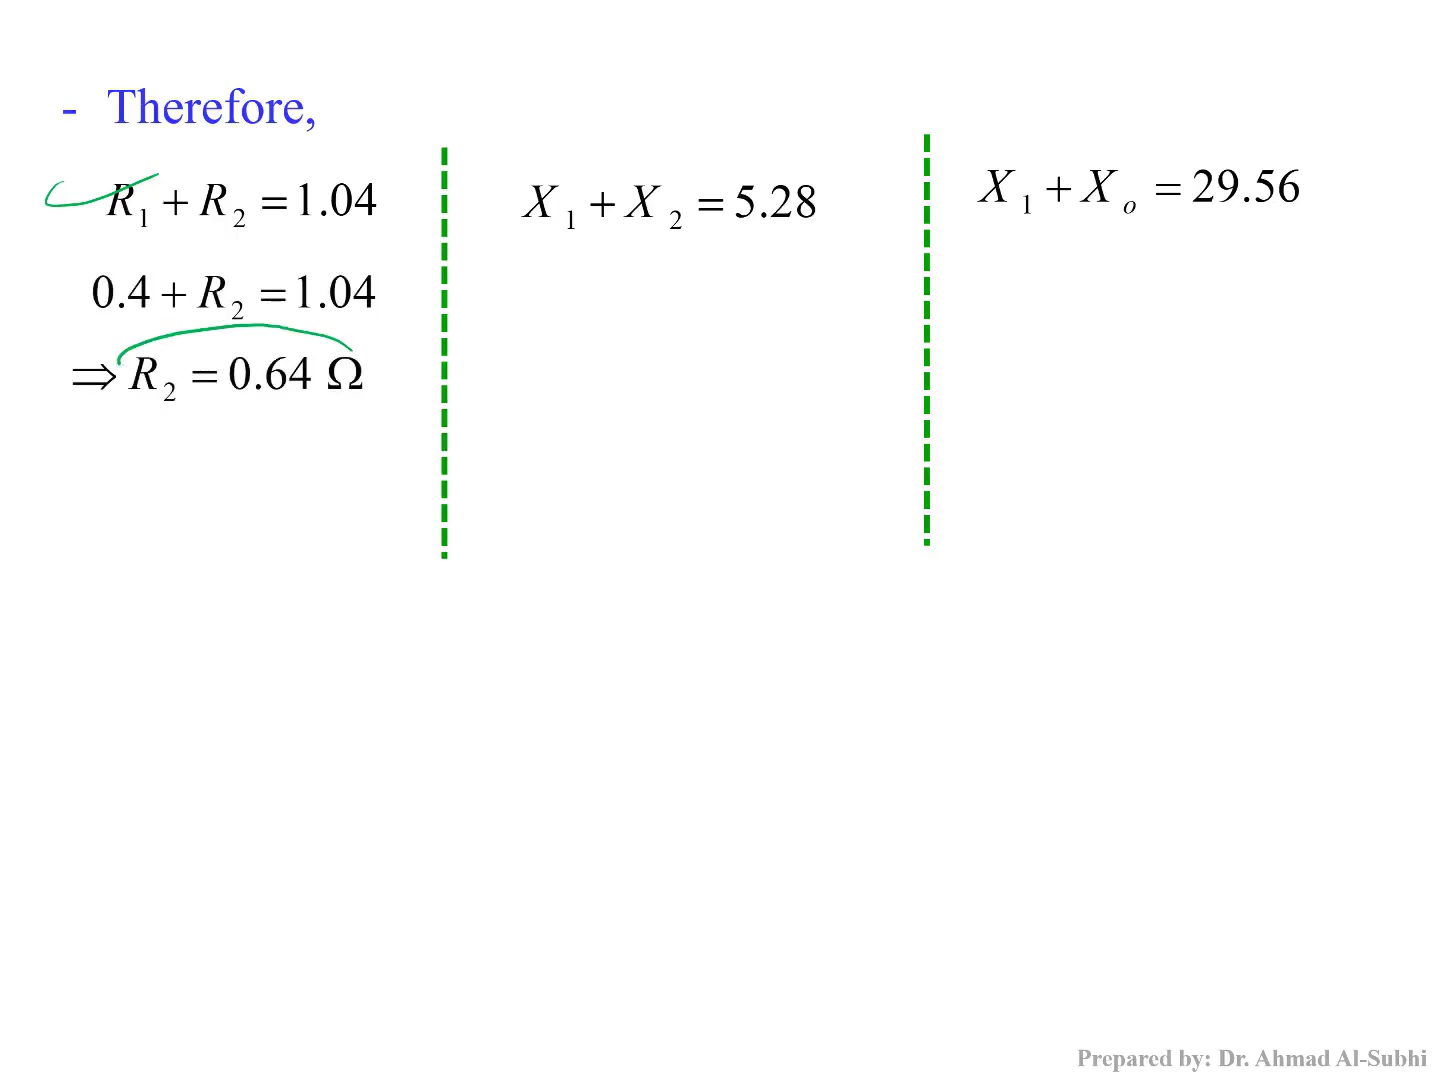 - Therefore,
R₁ + R₂ = 1.04
0.4 + R₂ = 1.04
⇒ R₂ = 0.64 Ω
X₁ + X₂ = 5.28
X₁ + Xₒ = 29.56
Prepared by: Dr. Ahmad Al-Subhi